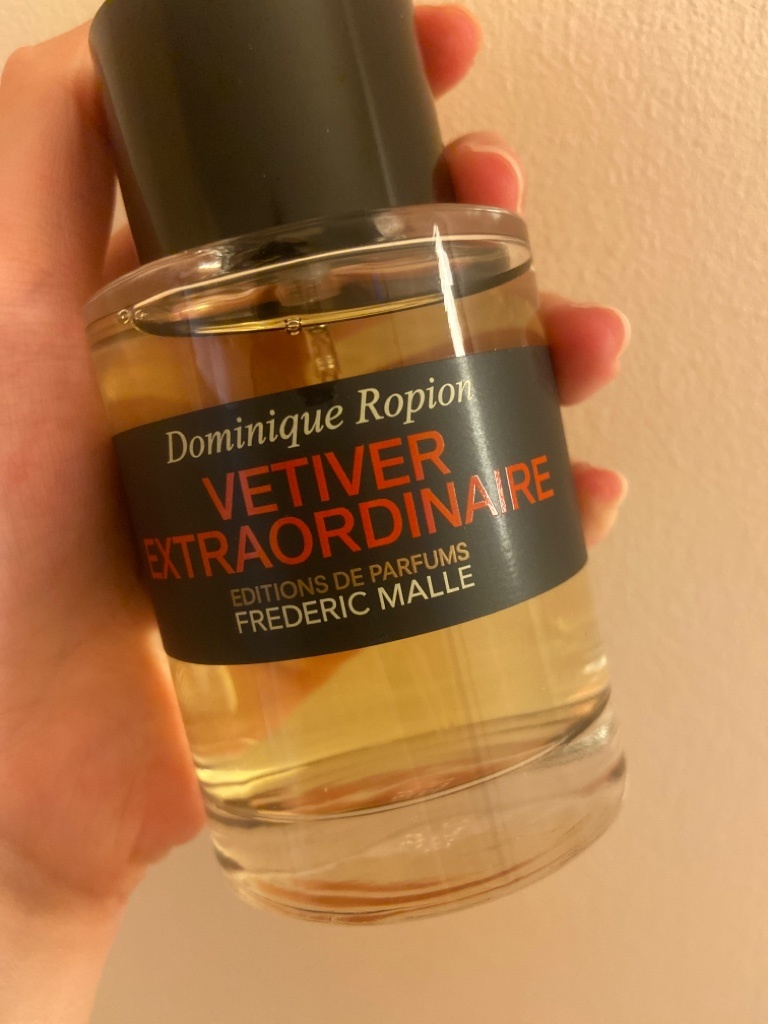 Dominique Ropion
VETIVER
EXTRAORDINAIRE
EDITIONS DE PARFUMS
FREDERIC MALLE